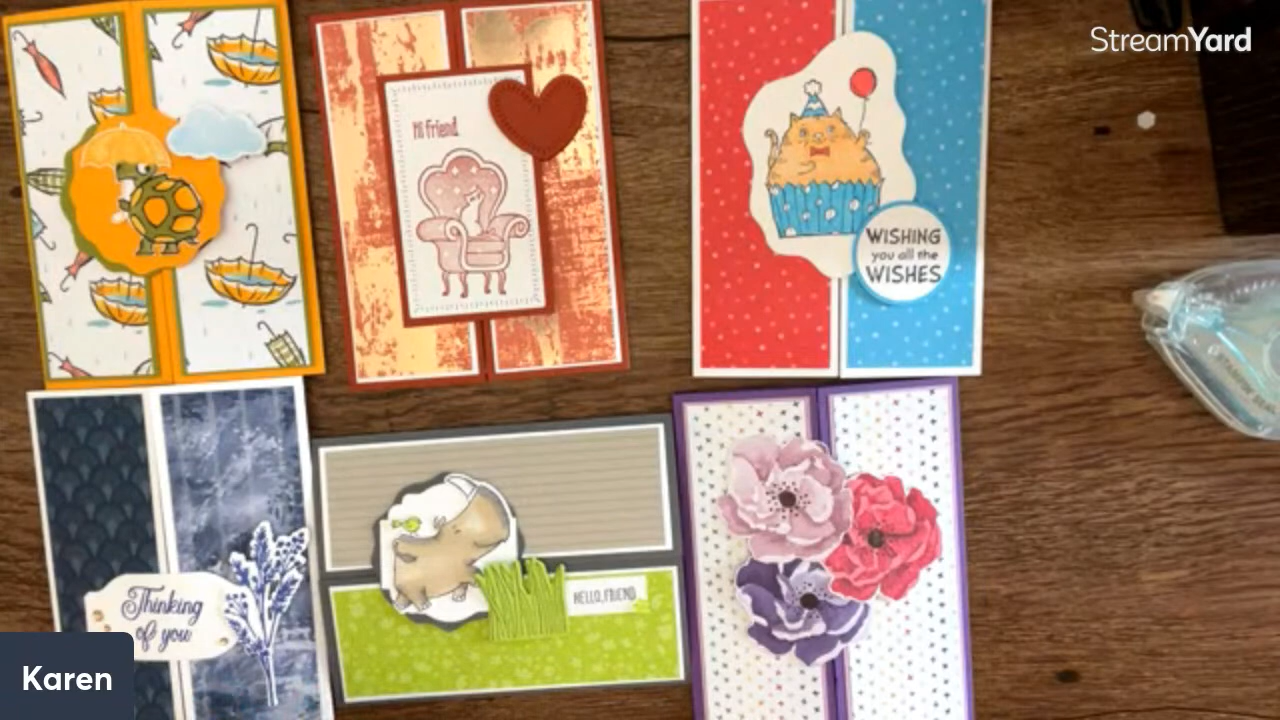 StreamYard
Hi friend
WISHING
you all the
WISHES
Thinking
of you
HELLO, FRIEND
Karen